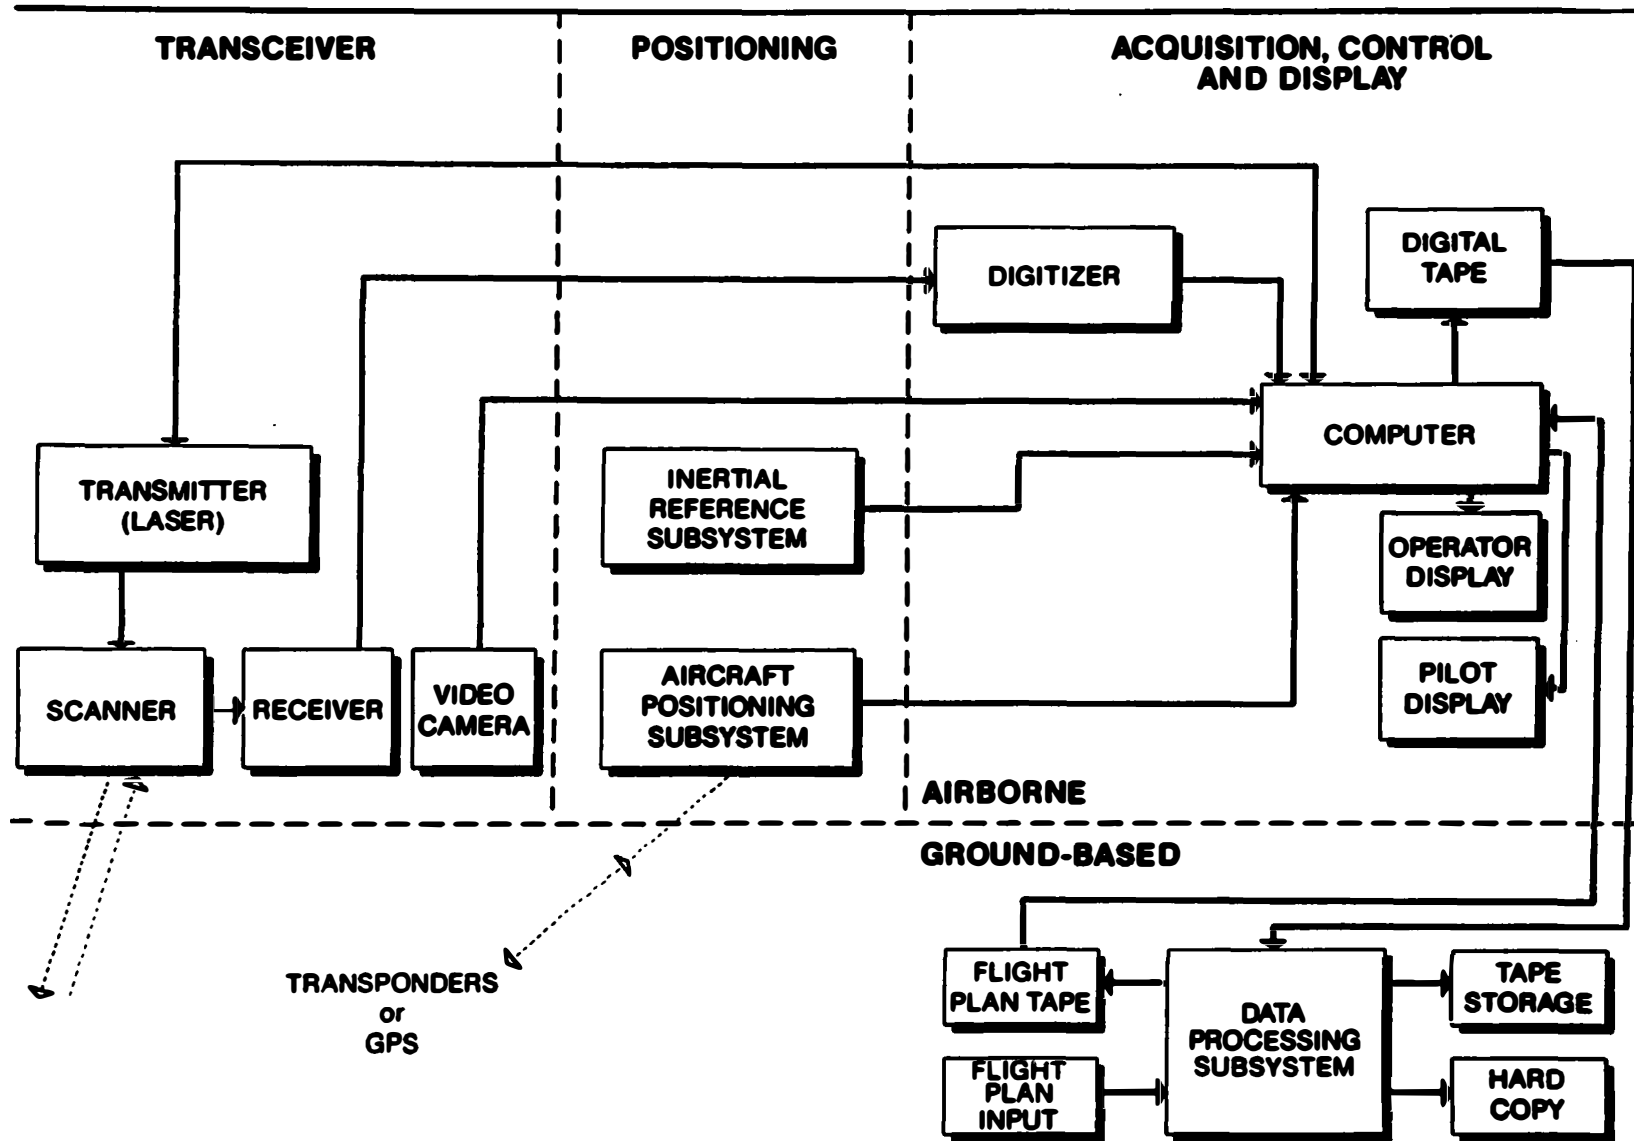 TRANSCEIVER
POSITIONING
ACQUISITION, CONTROL
AND DISPLAY
DIGITIZER
DIGITAL
TAPE
COMPUTER
TRANSMITTER
(LASER)
INERTIAL
REFERENCE
SUBSYSTEM
OPERATOR
DISPLAY
SCANNER
RECEIVER
VIDEO
CAMERA
AIRCRAFT
POSITIONING
SUBSYSTEM
PILOT
DISPLAY
AIRBORNE
GROUND-BASED
TRANSPONDERS
or
GPS
FLIGHT
PLAN TAPE
DATA
PROCESSING
SUBSYSTEM
TAPE
STORAGE
FLIGHT
PLAN
INPUT
HARD
COPY